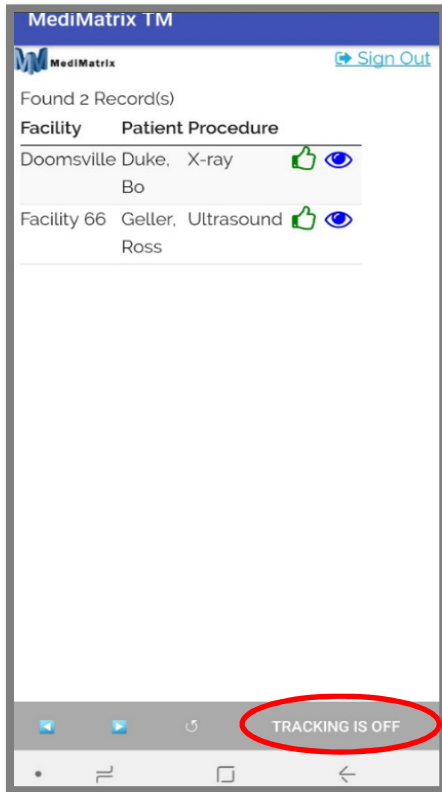 MediMatrix TM
MediMatrix
Sign Out
Found 2 Record(s)
Facility Patient Procedure
Doomsville Duke, X-ray
Bo
Facility 66 Geller, Ultrasound
Ross
TRACKING IS OFF